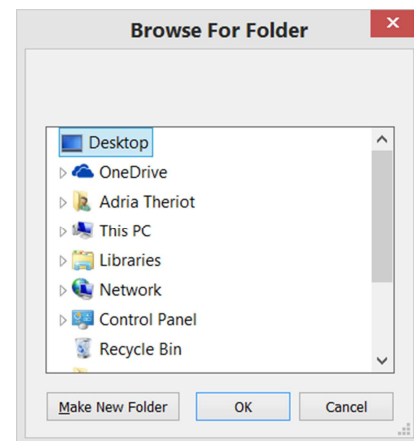 Browse For Folder
Desktop
OneDrive
Adria Theriot
This PC
Libraries
Network
Control Panel
Recycle Bin
Make New Folder
OK
Cancel